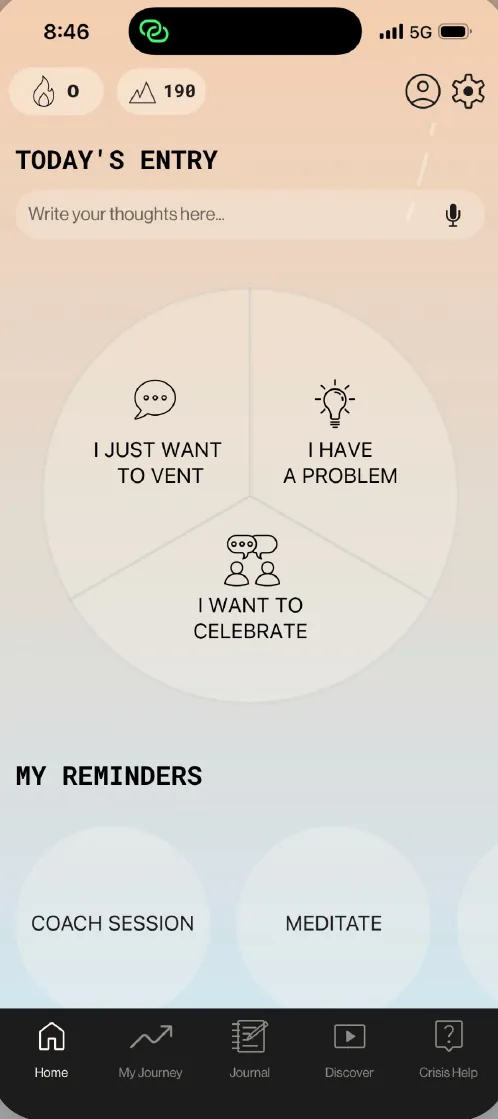 8:46
5G
0
190
TODAY'S ENTRY
Write your thoughts here...
I JUST WANT
TO VENT
I HAVE
A PROBLEM
I WANT TO
CELEBRATE
MY REMINDERS
COACH SESSION
MEDITATE
Home
My Journey
Journal
Discover
Crisis Help